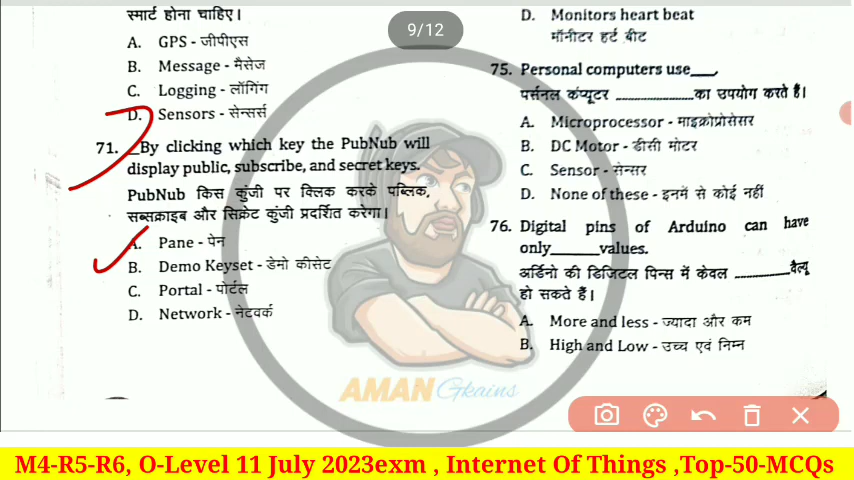 9/12
स्मार्ट होना चाहिए।
A. GPS - जीपीएस
B. Message - मैसेज
C. Logging - लॉगिंग
D. Sensors - सेन्सर्स
71. _By clicking which key the PubNub will
display public, subscribe, and secret keys.
PubNub किस कुंजी पर क्लिक करके पब्लिक,
सब्सक्राइब और सिक्रेट कुंजी प्रदर्शित करेगा।
A. Pane - पेन
B. Demo Keyset - डेमो कीसेट
C. Portal - पोर्टल
D. Network - नेटवर्क
D. Monitors heart beat
मॉनीटर हर्ट बीट
75. Personal computers use___.
पर्सनल कंप्यूटर ____________का उपयोग करते हैं।
A. Microprocessor - माइक्रोप्रोसेसर
B. DC Motor - डीसी मोटर
C. Sensor - सेन्सर
D. None of these - इनमें से कोई नहीं
76. Digital pins of Arduino can have
only______values.
अर्डिनो की डिजिटल पिन्स में केवल ________वैल्यू
हो सकते हैं।
A. More and less - ज्यादा और कम
B. High and Low - उच्च एवं निम्न
AMAN Gkains
M4-R5-R6, O-Level 11 July 2023exm , Internet Of Things ,Top-50-MCQs